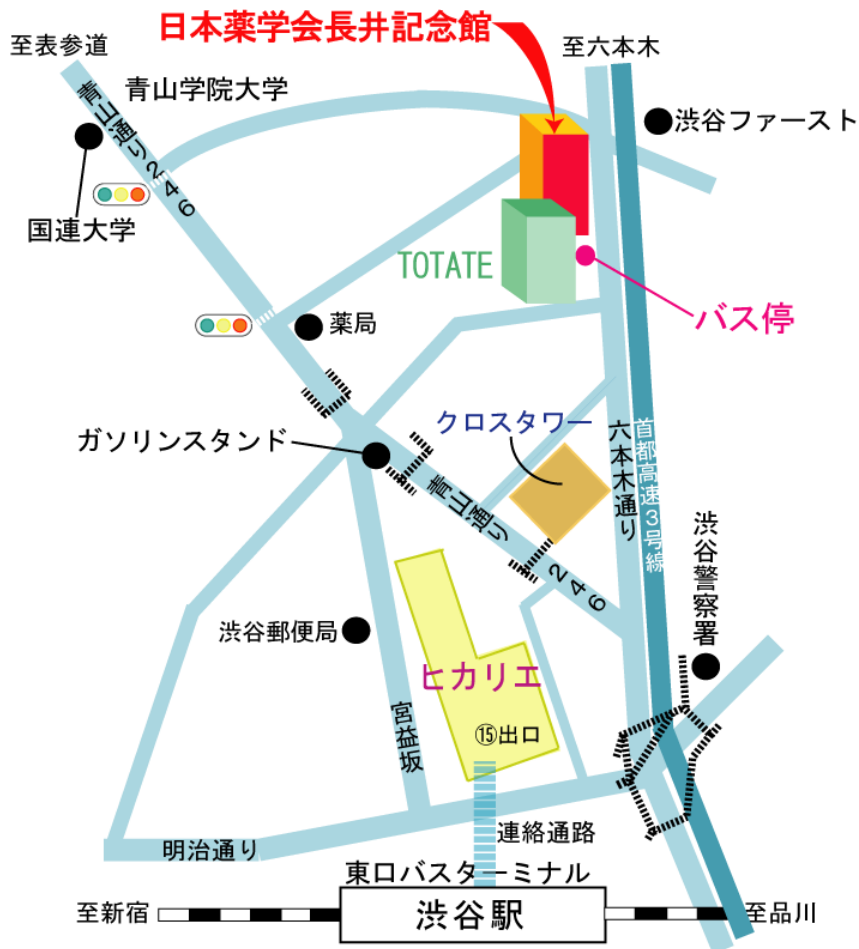 日本薬学会長井記念館
至表参道
至六本木
青山学院大学
渋谷ファースト
青山通り246
国連大学
TOTATE
バス停
薬局
クロスタワー
ガソリンスタンド
六本木通り
首都高速3号線
青山通り
246
渋谷警察署
渋谷郵便局
ヒカリエ
⑮出口
宮益坂
連絡通路
明治通り
東口バスターミナル
至新宿
渋谷駅
至品川